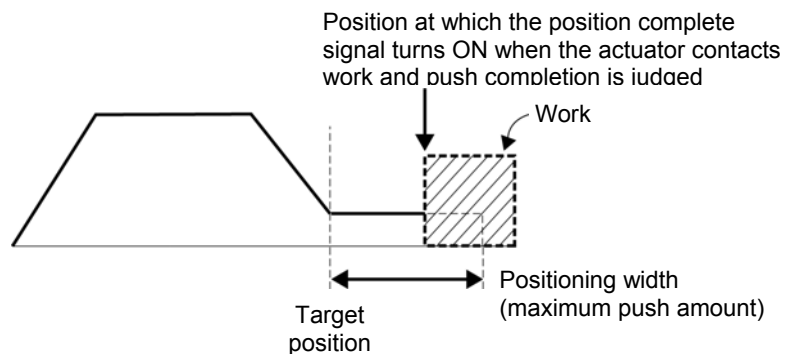 Position at which the position complete
signal turns ON when the actuator contacts
work and push completion is judged
Work
Positioning width
(maximum push amount)
Target
position